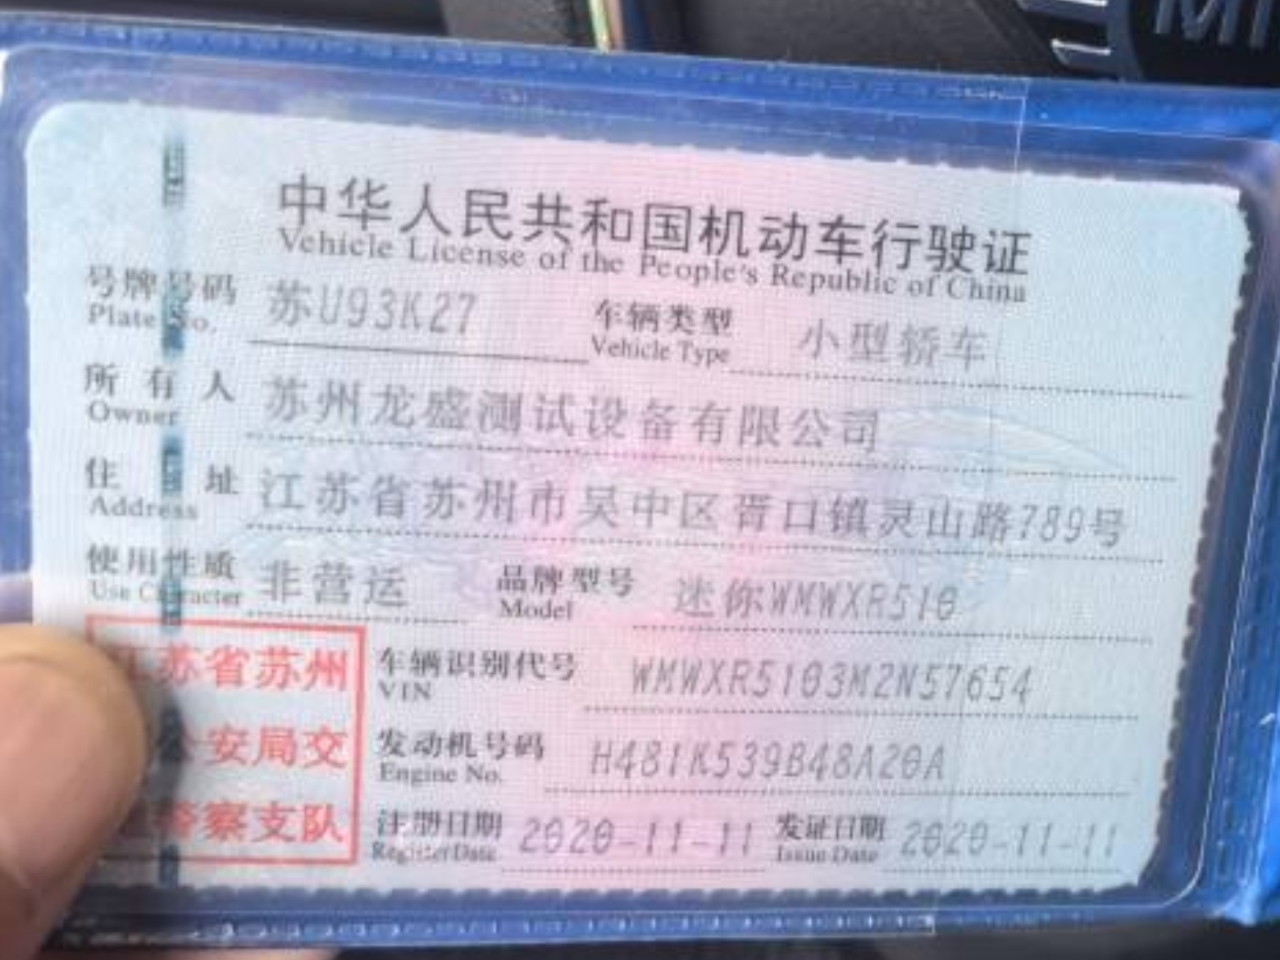 中华人民共和国机动车行驶证
Vehicle License of the People's Republic of China
号牌号码 苏U93K27 车辆类型 小型轿车
Plate No. Vehicle Type
所有人 苏州龙盛测试设备有限公司
Owner
住址 江苏省苏州市吴中区胥口镇灵山路789号
Address
使用性质 非营运 品牌型号 迷你WMWXR510
Use Character Model
车辆识别代号 WMWXR5103M2N57654
VIN
发动机号码 H481K539B48A20A
Engine No.
注册日期 2020-11-11 发证日期 2020-11-11
Register Date Issue Date
苏省苏州
安局交
警察支队